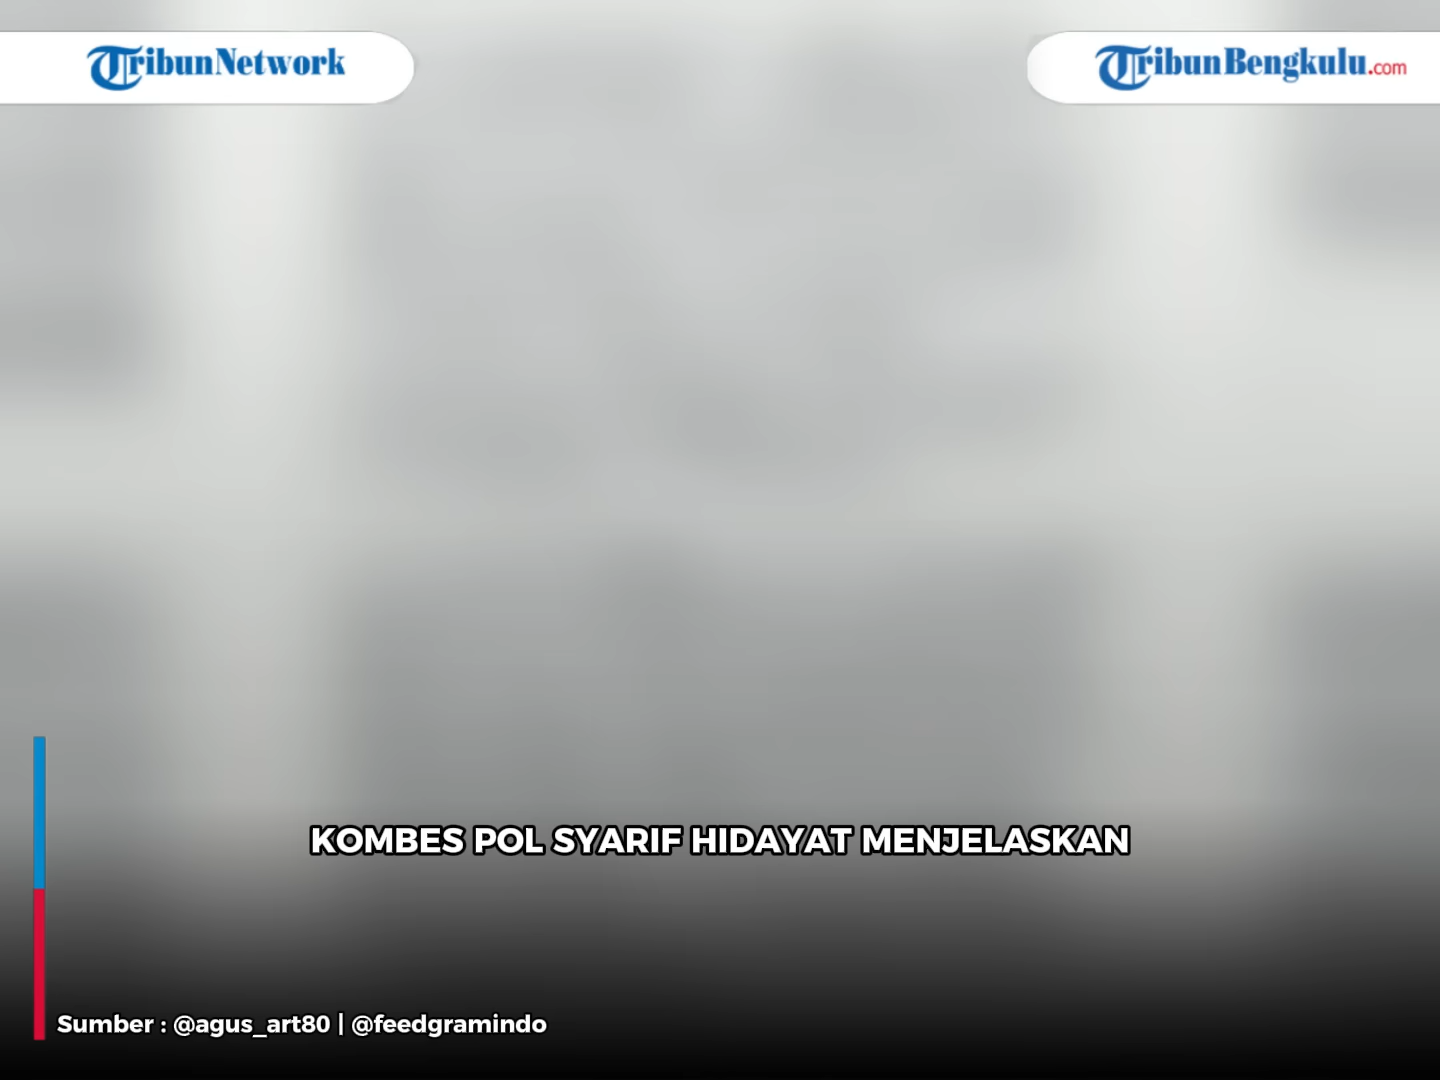 TribunNetwork
TribunBengkulu.com
KOMBES POL SYARIF HIDAYAT MENJELASKAN
Sumber : @agus_art80 | @feedgramindo